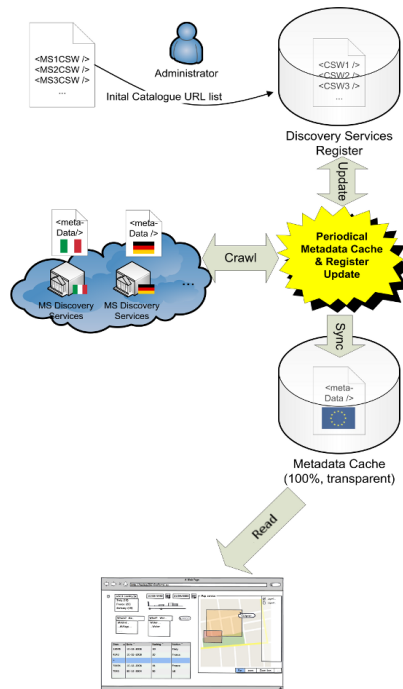 <MS1CSW />
<MS2CSW />
<MS3CSW />
...
Administrator
Inital Catalogue URL list
<CSW1 />
<CSW2 />
<CSW3 />
...
Discovery Services
Register
Update
<meta-
Data/>
<meta-
Data />
MS Discovery
Services
MS Discovery
Services
...
Crawl
Periodical
Metadata Cache
& Register
Update
Sync
<meta-
Data />
Metadata Cache
(100%, transparent)
Read